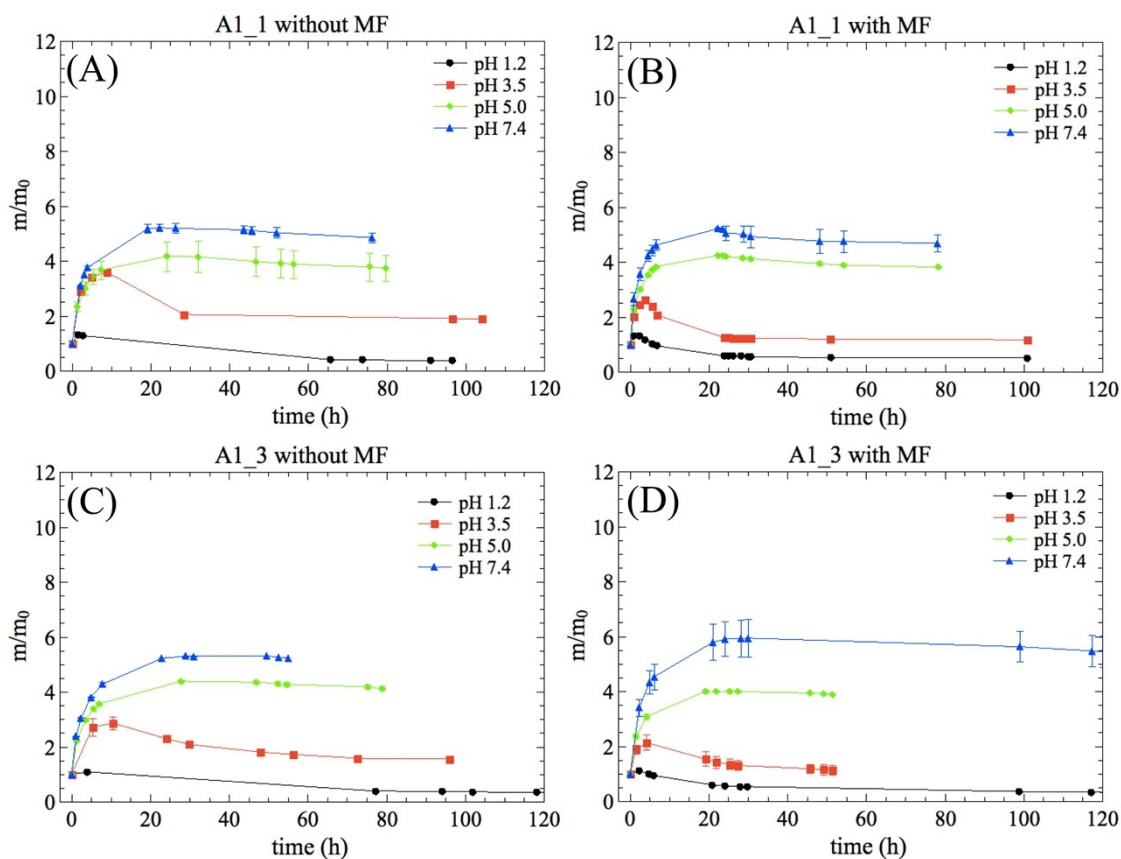 A1_1 without MF
(A)
pH 1.2
pH 3.5
pH 5.0
pH 7.4
12
10
8
6
4
2
0
m/m0
0 20 40 60 80 100 120
time (h)
A1_1 with MF
(B)
pH 1.2
pH 3.5
pH 5.0
pH 7.4
12
10
8
6
4
2
0
m/m0
0 20 40 60 80 100 120
time (h)
A1_3 without MF
(C)
pH 1.2
pH 3.5
pH 5.0
pH 7.4
12
10
8
6
4
2
0
m/m0
0 20 40 60 80 100 120
time (h)
A1_3 with MF
(D)
pH 1.2
pH 3.5
pH 5.0
pH 7.4
12
10
8
6
4
2
0
m/m0
0 20 40 60 80 100 120
time (h)